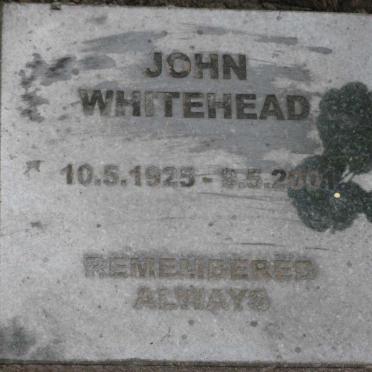 JOHN
WHITEHEAD
10.5.1925 -
REMEMBERED
ALWAYS